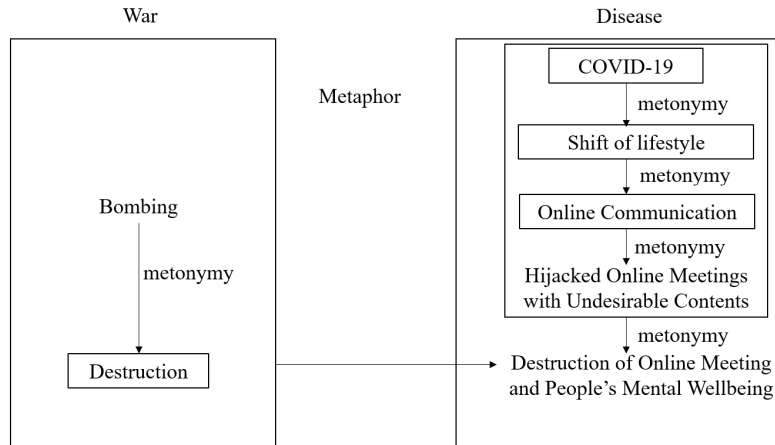 War
Disease
Metaphor
Bombing
metonymy
Destruction
COVID-19
metonymy
Shift of lifestyle
metonymy
Online Communication
metonymy
Hijacked Online Meetings
with Undesirable Contents
metonymy
Destruction of Online Meeting
and People’s Mental Wellbeing